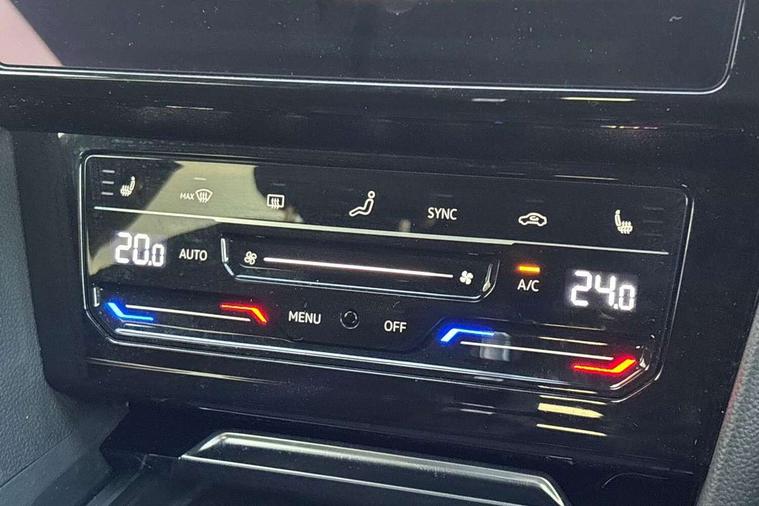 MAX SYNC
20.0 AUTO A/C 24.0
MENU OFF